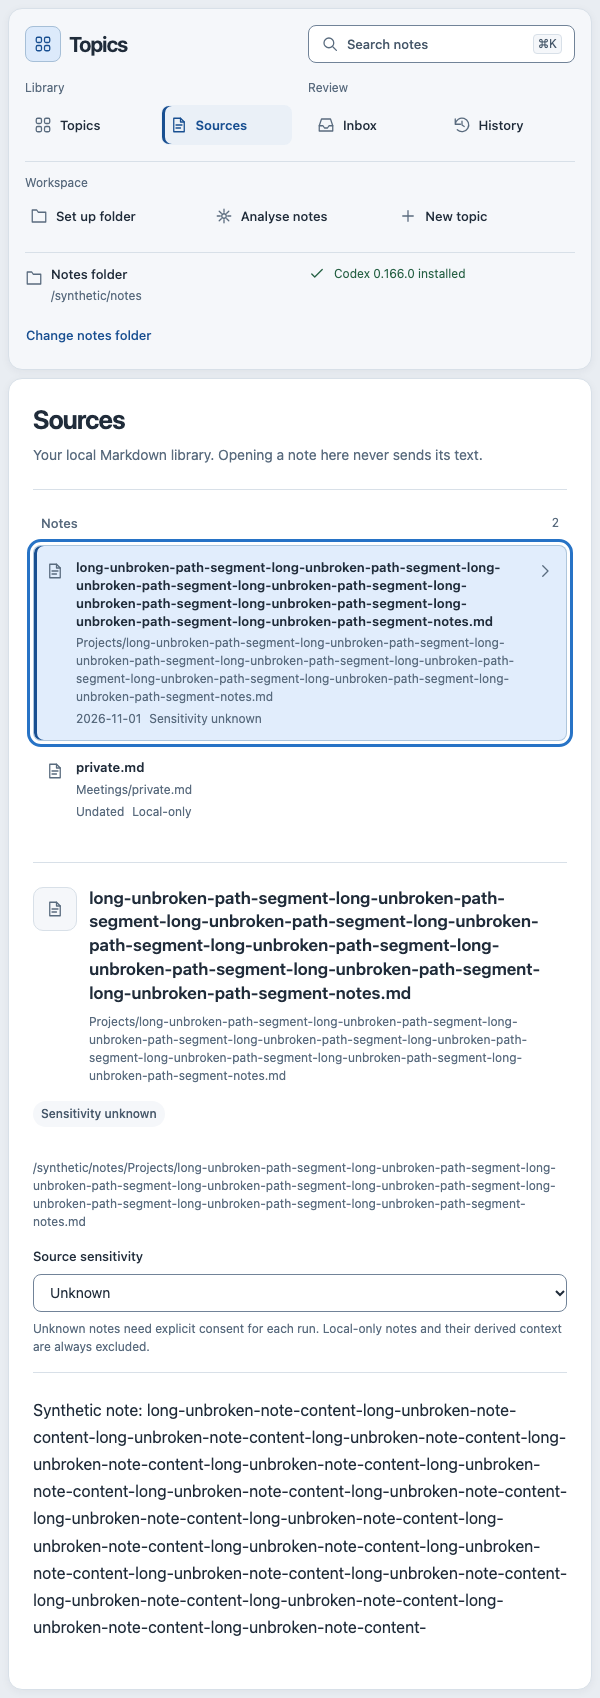 Topics
Search notes
⌘K
Library
Review
Topics
Sources
Inbox
History
Workspace
Set up folder
Analyse notes
New topic
Notes folder
/synthetic/notes
Codex 0.166.0 installed
Change notes folder
Sources
Your local Markdown library. Opening a note here never sends its text.
Notes
2
long-unbroken-path-segment-long-unbroken-path-segment-long-
unbroken-path-segment-long-unbroken-path-segment-long-
unbroken-path-segment-long-unbroken-path-segment-long-
unbroken-path-segment-long-unbroken-path-segment-notes.md
Projects/long-unbroken-path-segment-long-unbroken-path-segment-long-
unbroken-path-segment-long-unbroken-path-segment-long-unbroken-path-
segment-long-unbroken-path-segment-long-unbroken-path-segment-long-
unbroken-path-segment-notes.md
2026-11-01 Sensitivity unknown
private.md
Meetings/private.md
Undated Local-only
long-unbroken-path-segment-long-unbroken-path-
segment-long-unbroken-path-segment-long-unbroken-
path-segment-long-unbroken-path-segment-long-
unbroken-path-segment-long-unbroken-path-segment-
long-unbroken-path-segment-notes.md
Projects/long-unbroken-path-segment-long-unbroken-path-segment-long-
unbroken-path-segment-long-unbroken-path-segment-long-unbroken-path-
segment-long-unbroken-path-segment-long-unbroken-path-segment-long-
unbroken-path-segment-notes.md
Sensitivity unknown
/synthetic/notes/Projects/long-unbroken-path-segment-long-unbroken-path-segment-long-
unbroken-path-segment-long-unbroken-path-segment-long-unbroken-path-segment-long-
unbroken-path-segment-long-unbroken-path-segment-long-unbroken-path-segment-
notes.md
Source sensitivity
Unknown
Unknown notes need explicit consent for each run. Local-only notes and their derived context
are always excluded.
Synthetic note: long-unbroken-note-content-long-unbroken-note-
content-long-unbroken-note-content-long-unbroken-note-content-long-
unbroken-note-content-long-unbroken-note-content-long-unbroken-
note-content-long-unbroken-note-content-long-unbroken-note-content-
long-unbroken-note-content-long-unbroken-note-content-long-
unbroken-note-content-long-unbroken-note-content-long-unbroken-
note-content-long-unbroken-note-content-long-unbroken-note-content-
long-unbroken-note-content-long-unbroken-note-content-long-
unbroken-note-content-long-unbroken-note-content-